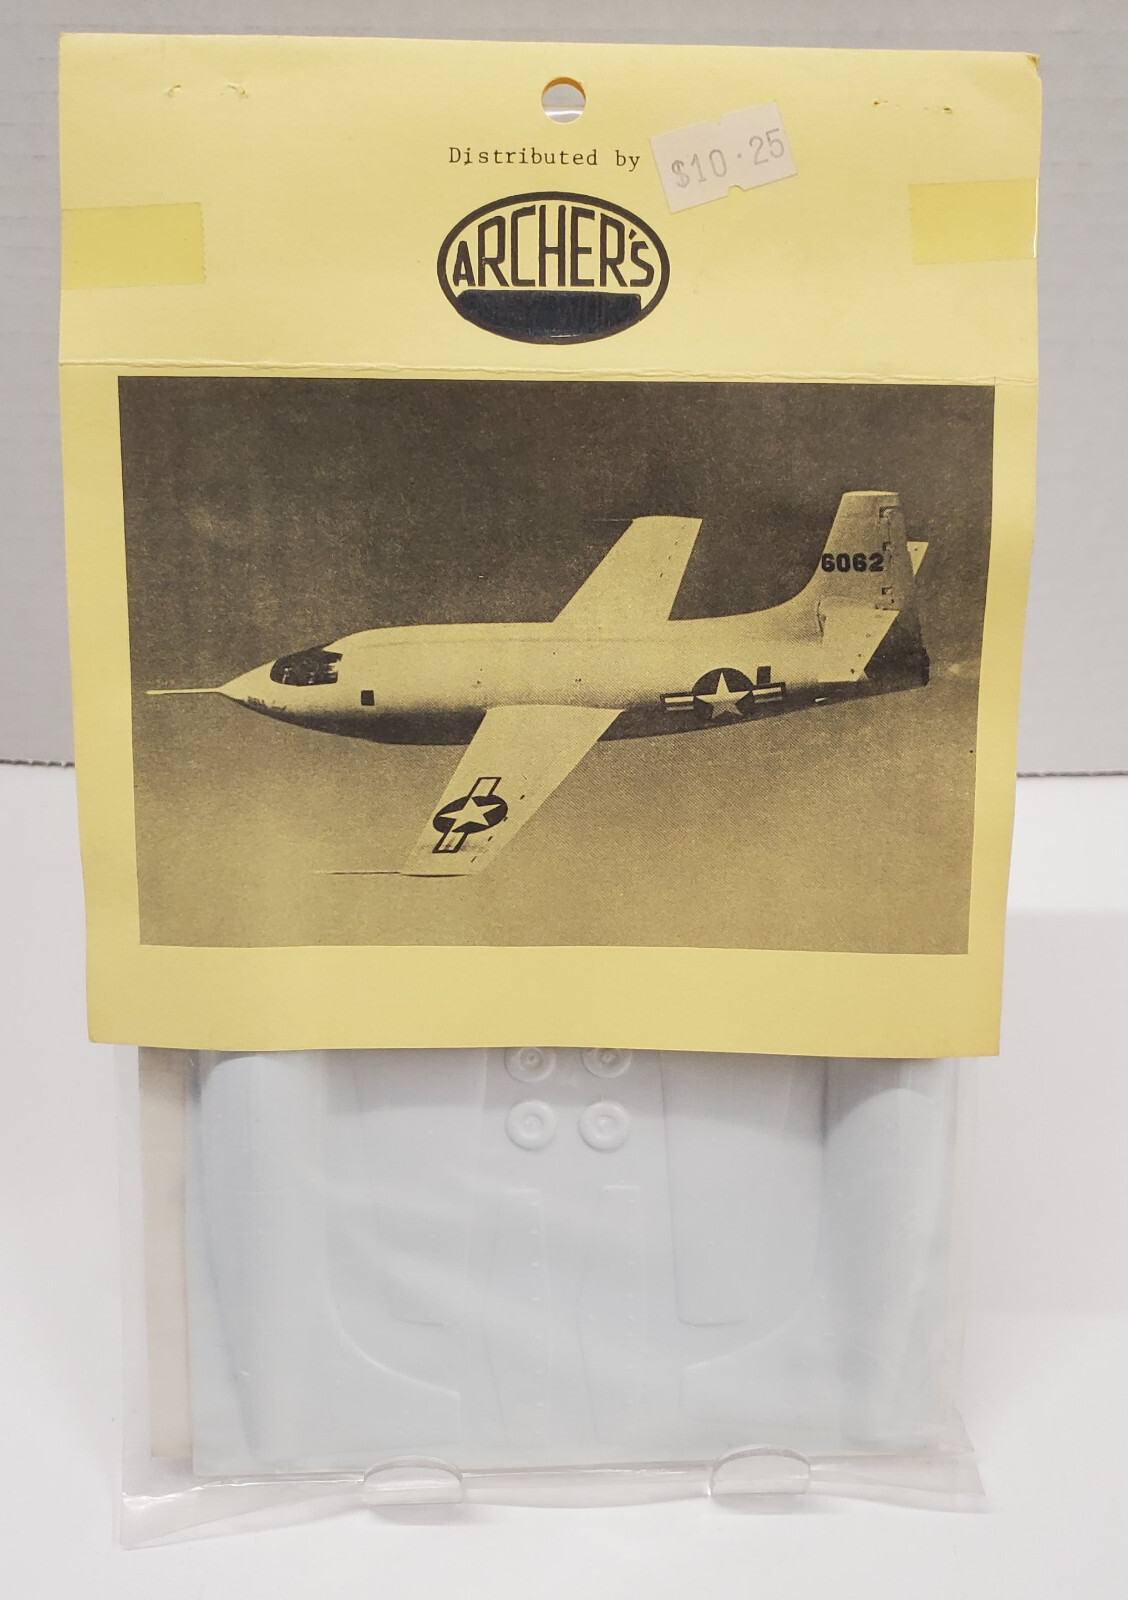 Distributed by
$10.25
ARCHER'S
6062